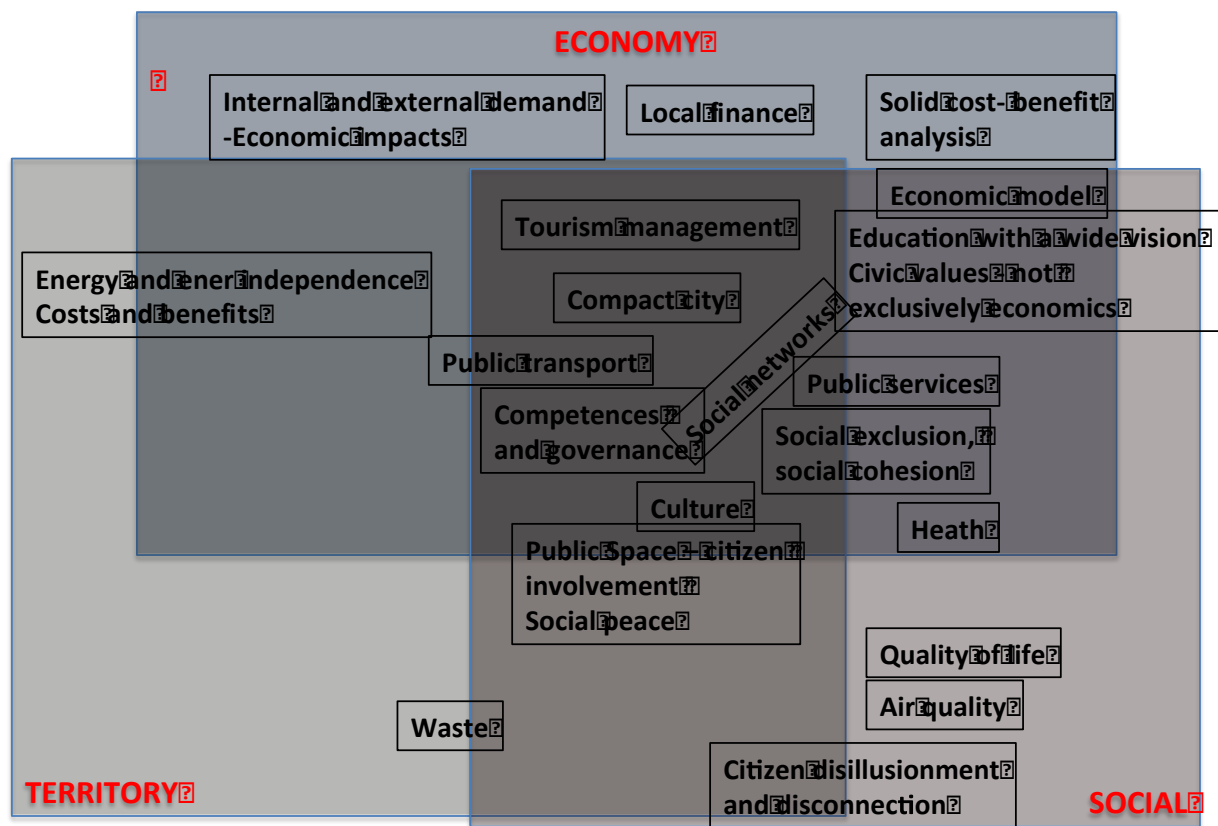 ECONOMY
Internal and external demand
-Economic impacts
Local finance
Solid cost- benefit
analysis
Economic model
Tourism management
Education with a wide vision
Civic values - not
exclusively economics
Energy and ener independence
Costs and benefits
Compact city
Social networks
Public transport
Public services
Competences
and governance
Social exclusion,
social cohesion
Culture
Heath
Public Space – citizen
involvement
Social peace
Quality of life
Air quality
Waste
Citizen disillusionment
and disconnection
TERRITORY
SOCIAL